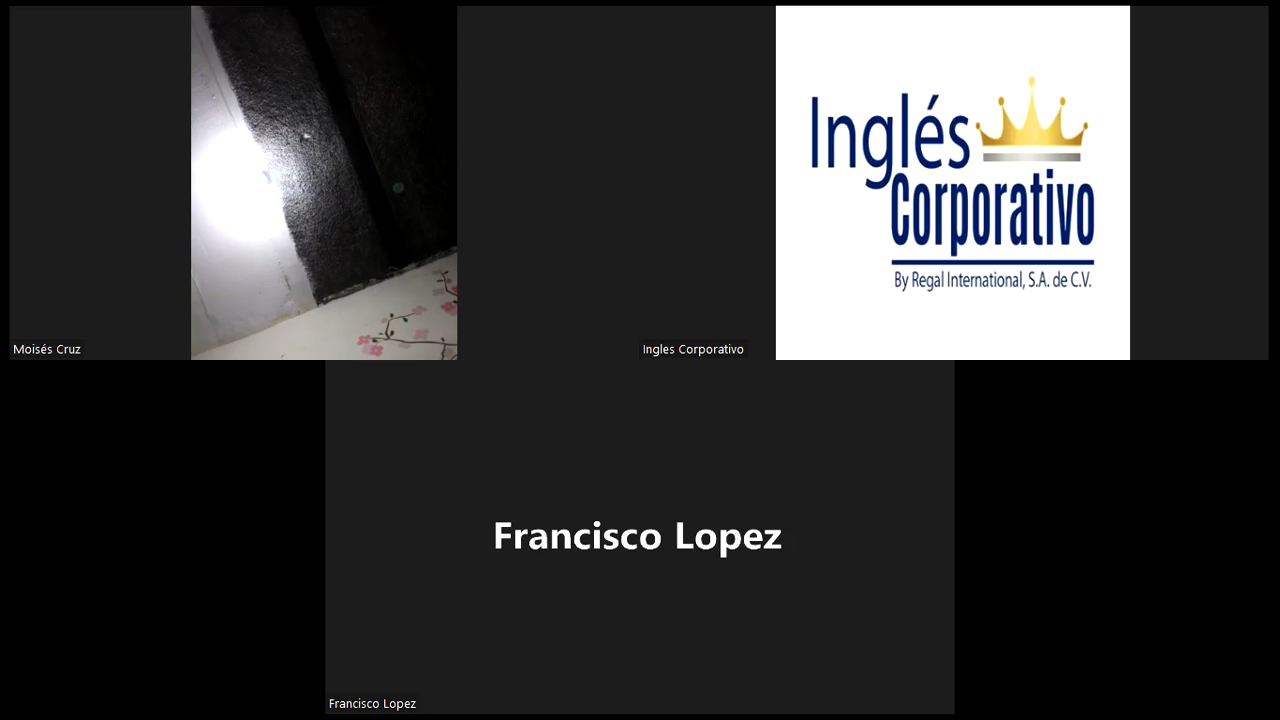 Inglés
Corporativo
By Regal International, S.A. de C.V.
Moisés Cruz
Ingles Corporativo
Francisco Lopez
Francisco Lopez